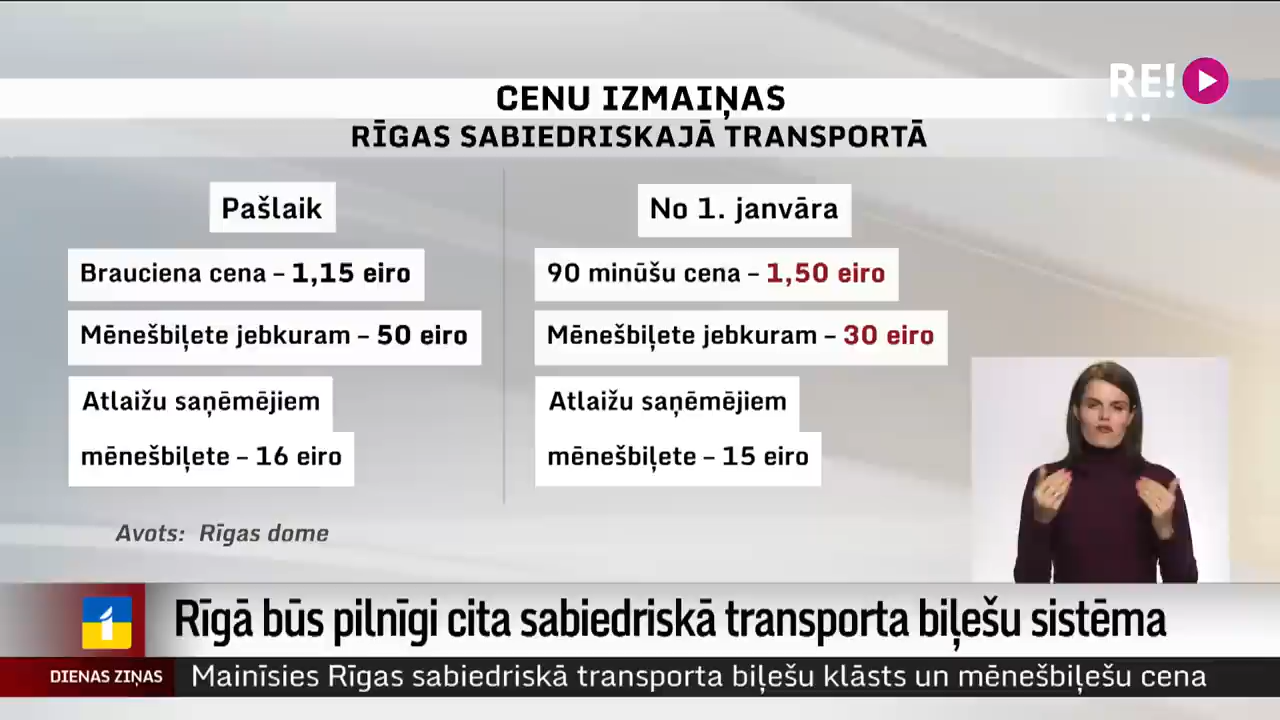 RE!
CENU IZMAIŅAS
RĪGAS SABIEDRISKAJĀ TRANSPORTĀ
Pašlaik
Brauciena cena – 1,15 eiro
Mēnešbiļete jebkuram – 50 eiro
Atlaižu saņēmējiem
mēnešbiļete – 16 eiro
No 1. janvāra
90 minūšu cena – 1,50 eiro
Mēnešbiļete jebkuram – 30 eiro
Atlaižu saņēmējiem
mēnešbiļete – 15 eiro
Avots: Rīgas dome
1
Rīgā būs pilnīgi cita sabiedriskā transporta biļešu sistēma
DIENAS ZIŅAS
Mainīsies Rīgas sabiedriskā transporta biļešu klāsts un mēnešbiļešu cena